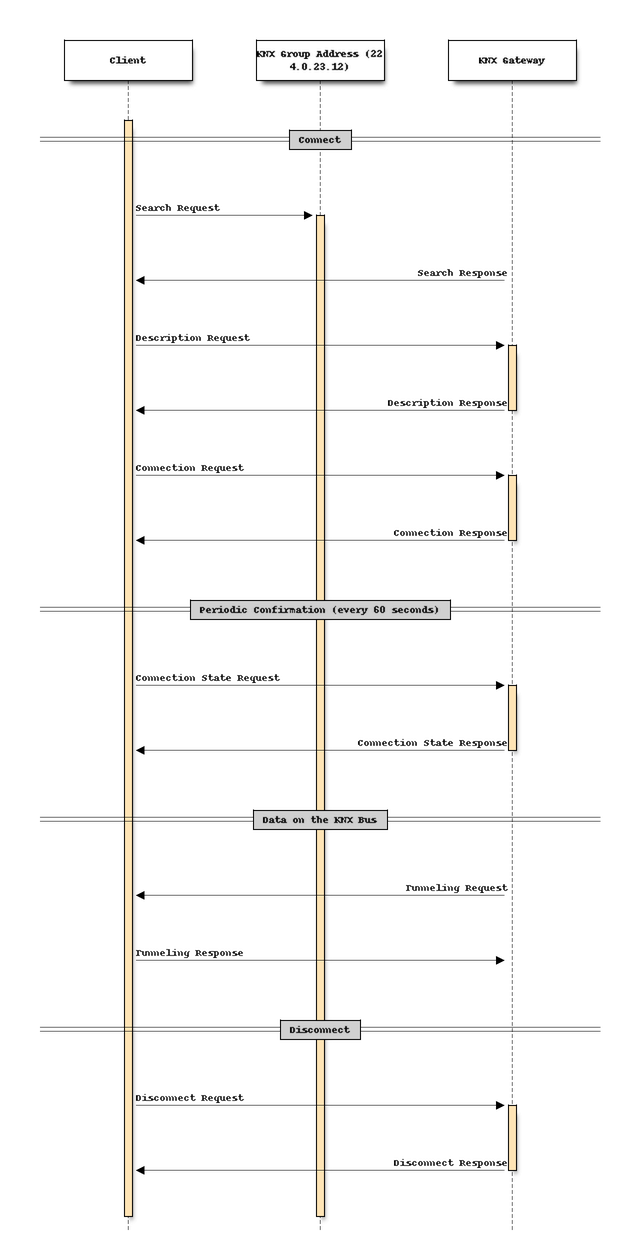 Client
KNX Group Address (22
4.0.23.12)
KNX Gateway
Connect
Search Request
Search Response
Description Request
Description Response
Connection Request
Connection Response
Periodic Confirmation (every 60 seconds)
Connection State Request
Connection State Response
Data on the KNX Bus
Tunneling Request
Tunneling Response
Disconnect
Disconnect Request
Disconnect Response